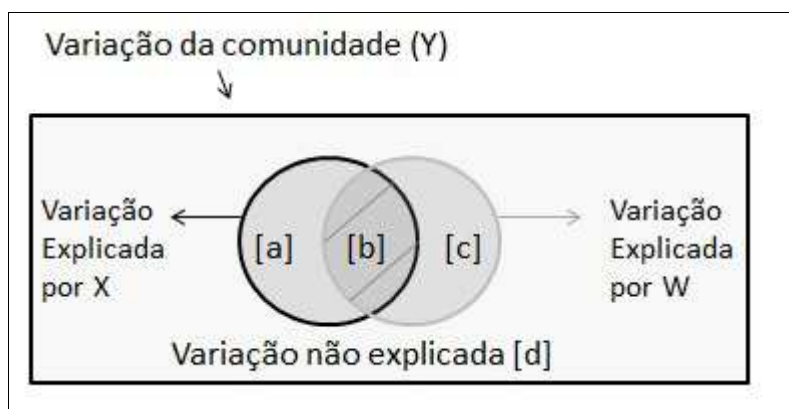 Variação da comunidade (Y)
Variação
Explicada
por X
[a]
[b]
[c]
Variação
Explicada
por W
Variação não explicada [d]